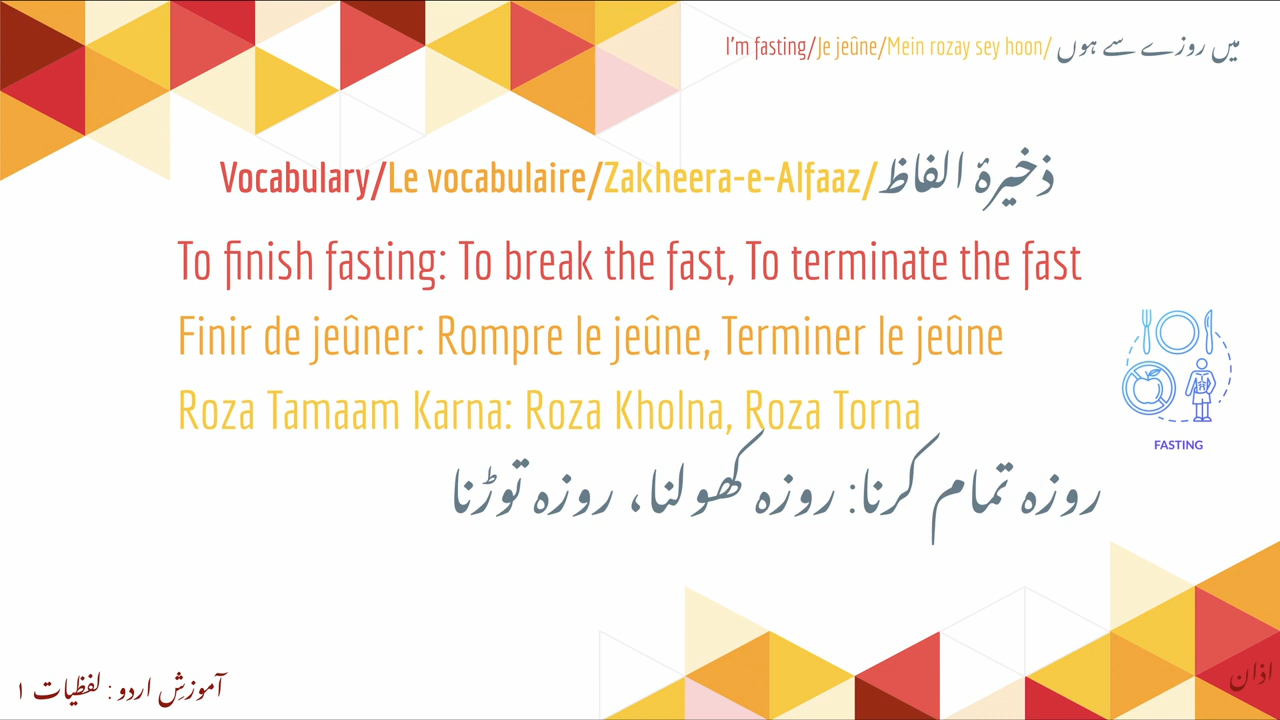 I'm fasting/Je jeûne/Mein rozay sey hoon/ میں روزے سے ہوں
Vocabulary/Le vocabulaire/Zakheera-e-Alfaaz/ذخیرۂ الفاظ
To finish fasting: To break the fast, To terminate the fast
Finir de jeûner: Rompre le jeûne, Terminer le jeûne
Roza Tamaam Karna: Roza Kholna, Roza Torna
روزہ تمام کرنا: روزہ کھولنا، روزہ توڑنا
FASTING
آموزشِ اردو : لفظیات ۱
اذان